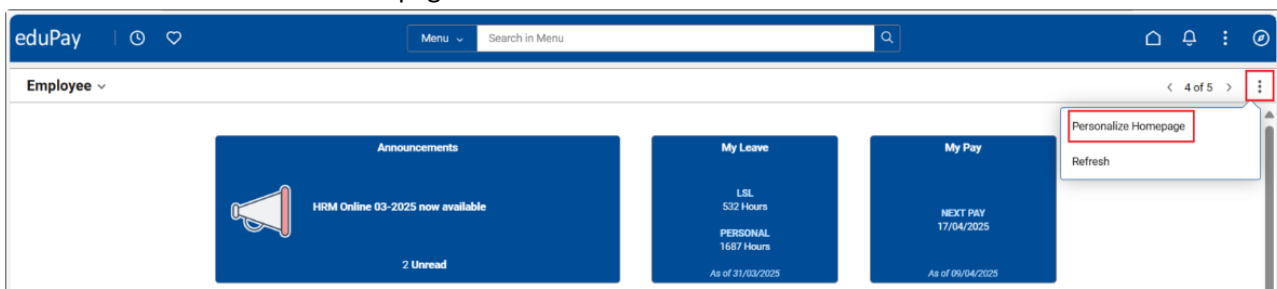 eduPay
Menu
Search in Menu
Employee
4 of 5
Personalize Homepage
Refresh
Announcements
HRM Online 03-2025 now available
2 Unread
My Leave
LSL
532 Hours
PERSONAL
1687 Hours
As of 31/03/2025
My Pay
NEXT PAY
17/04/2025
As of 09/04/2025